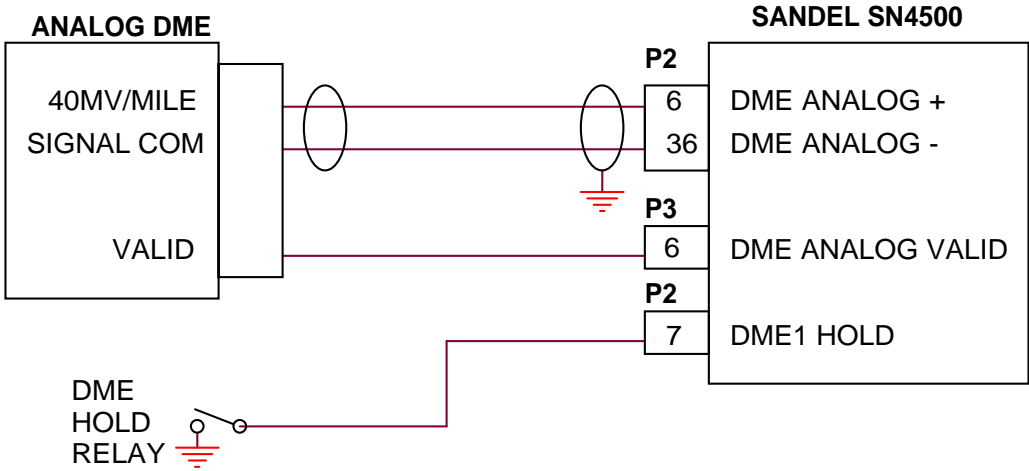 ANALOG DME
SANDEL SN4500
P2
40MV/MILE
6
DME ANALOG +
SIGNAL COM
36
DME ANALOG -
P3
VALID
6
DME ANALOG VALID
P2
7
DME1 HOLD
DME
HOLD
RELAY